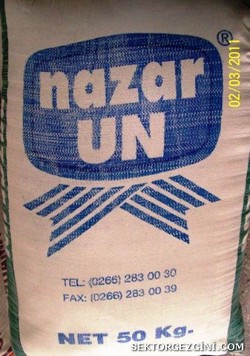 ®
nazar
UN
02/03/2011
TEL: (0266) 283 00 30
FAX: (0266) 283 00 39
NET 50 Kg-
SEKTORGEZGINI.COM